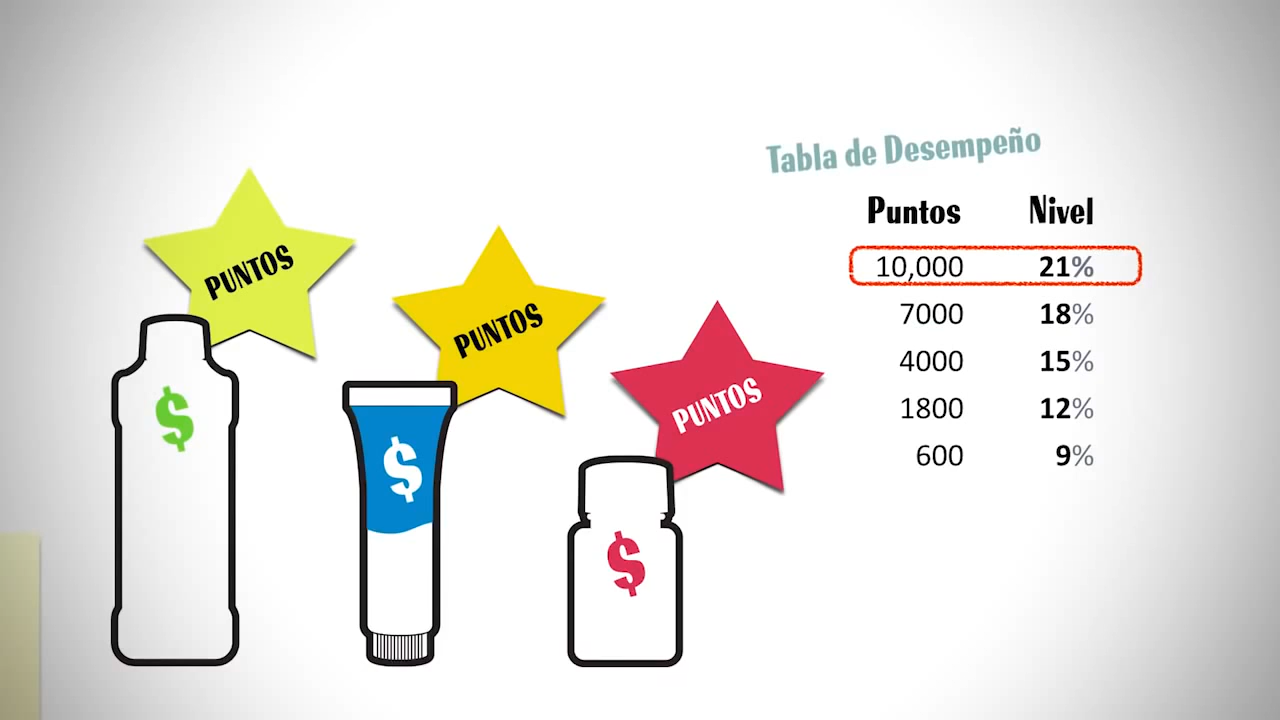 Tabla de Desempeño
Puntos Nivel
10,000 21%
7000 18%
4000 15%
1800 12%
600 9%
PUNTOS
PUNTOS
PUNTOS
$
$
$